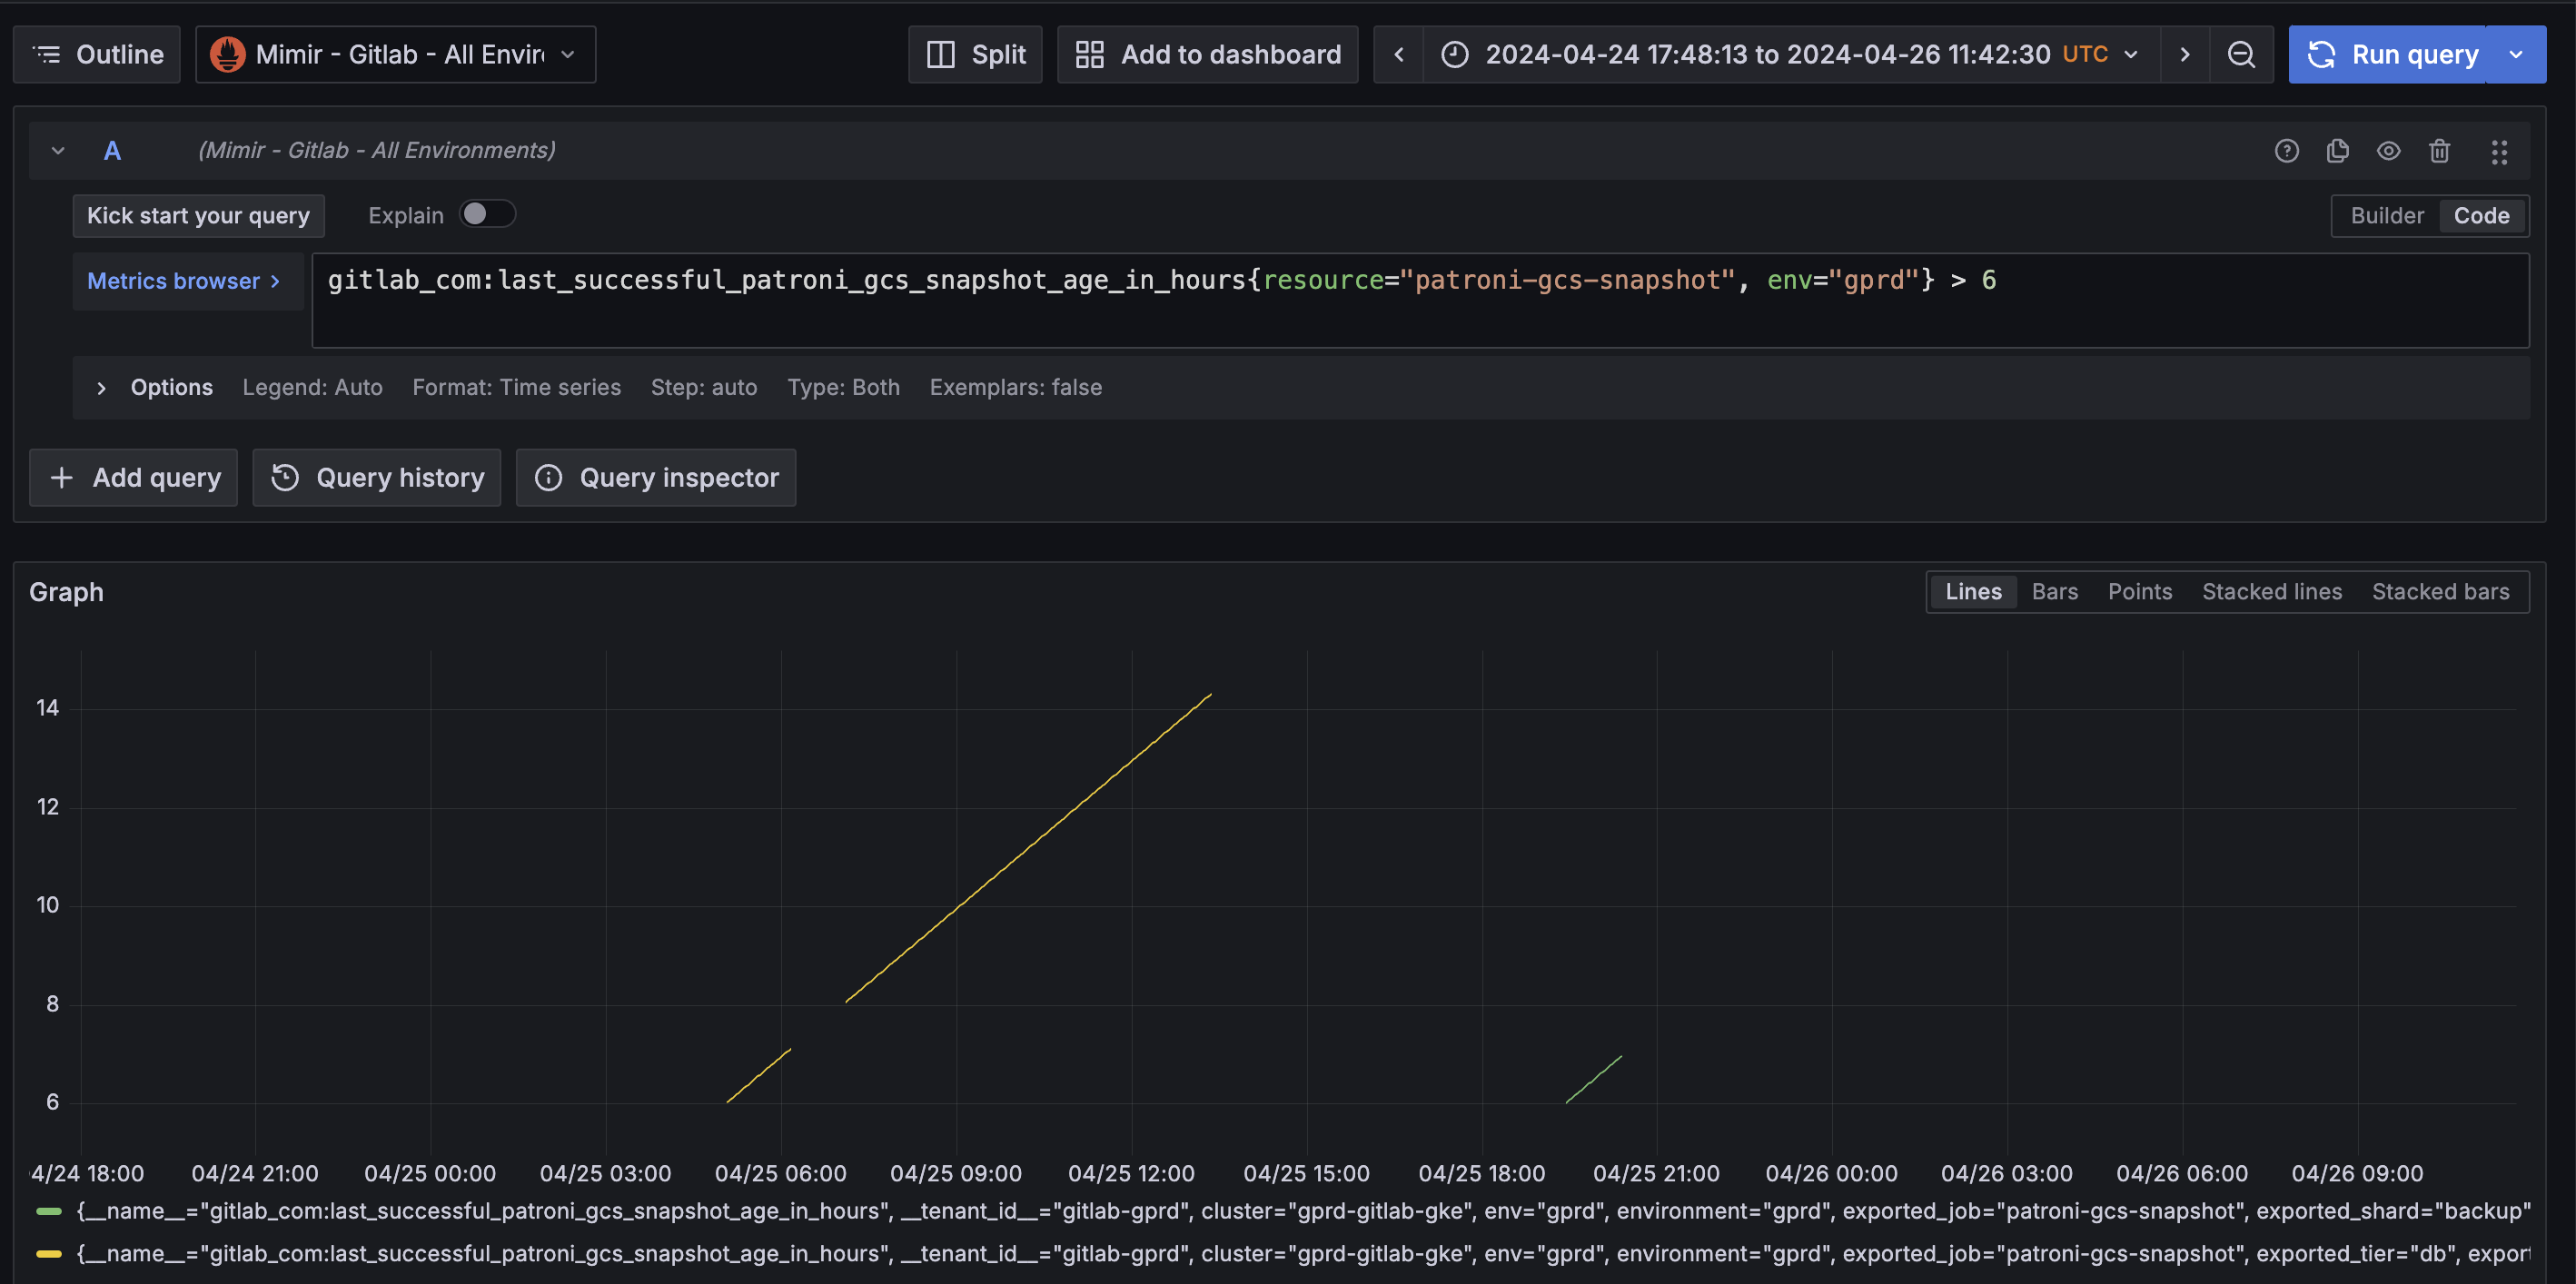 Outline Mimir - Gitlab - All Envir Split Add to dashboard 2024-04-24 17:48:13 to 2024-04-26 11:42:30 UTC Run query
A (Mimir - Gitlab - All Environments)
Kick start your query Explain Builder Code
Metrics browser > gitlab_com:last_successful_patroni_gcs_snapshot_age_in_hours{resource="patroni-gcs-snapshot", env="gprd"} > 6
Options Legend: Auto Format: Time series Step: auto Type: Both Exemplars: false
+ Add query Query history Query inspector
Graph Lines Bars Points Stacked lines Stacked bars
14
12
10
8
6
4/24 18:00 04/24 21:00 04/25 00:00 04/25 03:00 04/25 06:00 04/25 09:00 04/25 12:00 04/25 15:00 04/25 18:00 04/25 21:00 04/26 00:00 04/26 03:00 04/26 06:00 04/26 09:00
{__name__="gitlab_com:last_successful_patroni_gcs_snapshot_age_in_hours", __tenant_id__="gitlab-gprd", cluster="gprd-gitlab-gke", env="gprd", environment="gprd", exported_job="patroni-gcs-snapshot", exported_shard="backup"
{__name__="gitlab_com:last_successful_patroni_gcs_snapshot_age_in_hours", __tenant_id__="gitlab-gprd", cluster="gprd-gitlab-gke", env="gprd", environment="gprd", exported_job="patroni-gcs-snapshot", exported_tier="db", export